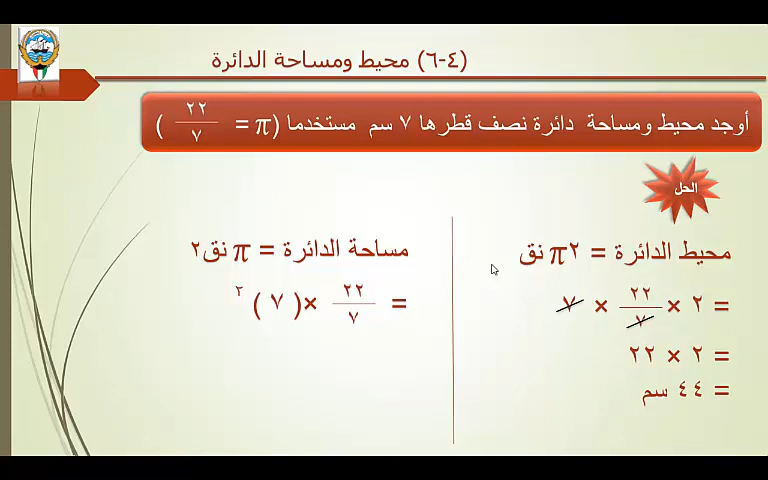 (٤-٦) محيط ومساحة الدائرة
أوجد محيط ومساحة دائرة نصف قطرها ٧ سم مستخدما (π = ٢٢/٧)
الحل
محيط الدائرة = ٢π نق
= ٢ × ٢٢/٧ × ٧
= ٢ × ٢٢
= ٤٤ سم
مساحة الدائرة = π نق٢
= ٢٢/٧ ×( ٧ )٢